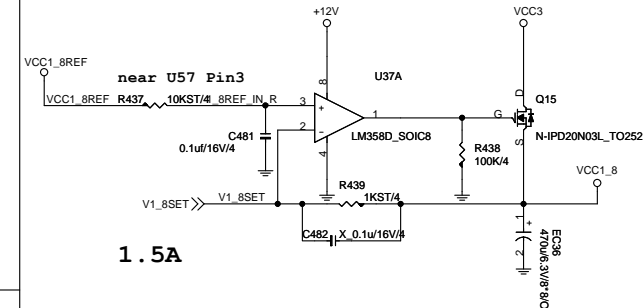 +12V
VCC3
VCC1_8REF
near U57 Pin3
U37A
VCC1_8REF R437 10KST/4 1_8REF_IN_R
3
+
8
1
2
-
4
LM358D_SOIC8
C481
0.1uf/16V/4
D
Q15
G
S
N-IPD20N03L_TO252
R438
100K/4
VCC1_8
R439
1KST/4
V1_8SET V1_8SET
C482 X_0.1u/16V/4
1
+
2
EC36
470u/6.3V/8*8/O
1.5A